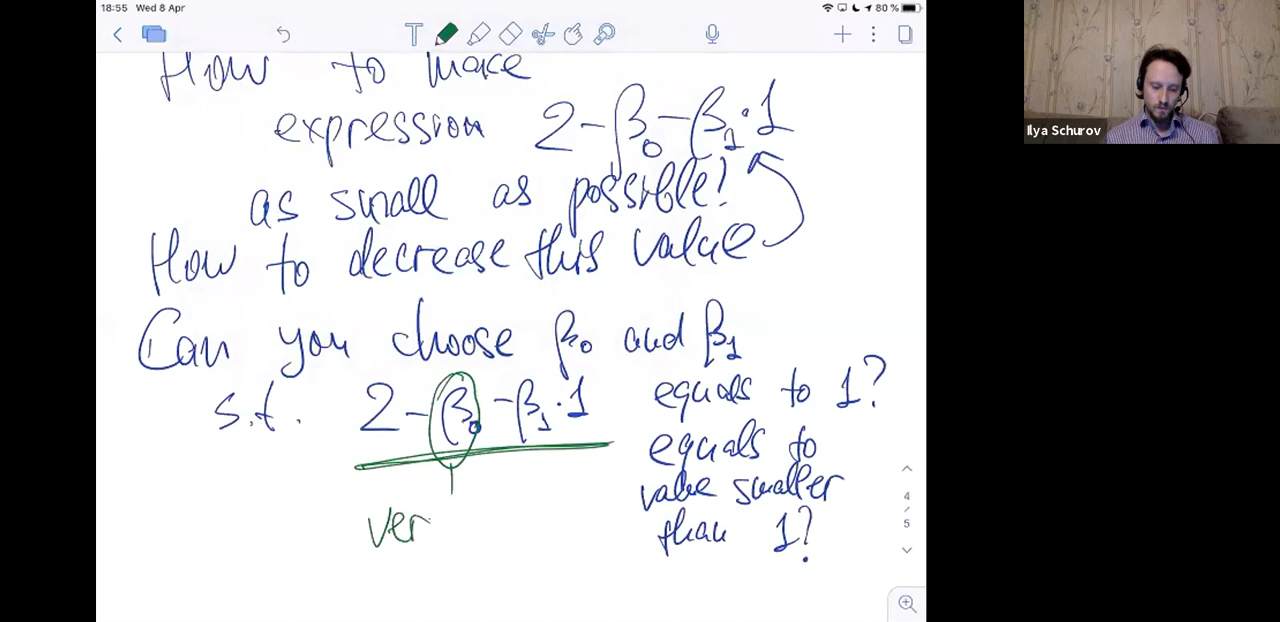 18:55 Wed 8 Apr
80 %
How to make
expression 2-β₀-β₁·1
as small as possible?
How to decrease this value
Can you choose β₀ and β₁
s.t. 2-β₀-β₁·1 equals to 1?
equals to
value smaller
than 1?
ver
4
/
5
Ilya Schurov